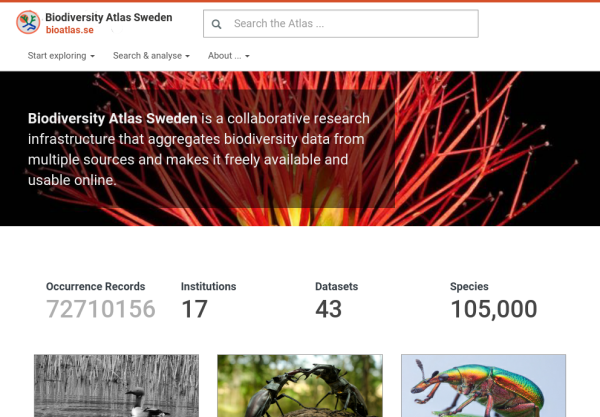 Biodiversity Atlas Sweden
bioatlas.se
Search the Atlas ...
Start exploring
Search & analyse
About ...
Biodiversity Atlas Sweden is a collaborative research
infrastructure that aggregates biodiversity data from
multiple sources and makes it freely available and
usable online.
Occurrence Records
72710156
Institutions
17
Datasets
43
Species
105,000